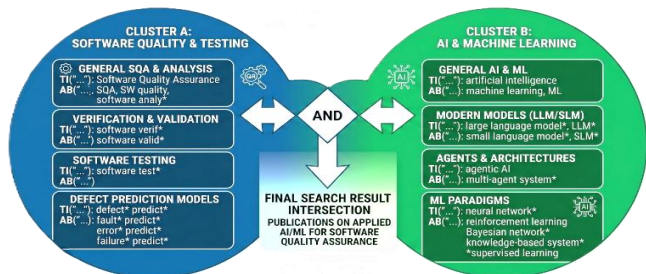 CLUSTER A:
SOFTWARE QUALITY & TESTING
GENERAL SQA & ANALYSIS
TI("..."): Software Quality Assurance
AB("..., SQA, SW quality,
software analy*
VERIFICATION & VALIDATION
TI("..."): software verif*
AB("...") software valid*
SOFTWARE TESTING
TI("..."): software test*
AB("...")
DEFECT PREDICTION MODELS
TI("..."): defect* predict*
AB("..."): fault* predict*
error* predict*
failure* predict*
QA
AND
FINAL SEARCH RESULT
INTERSECTION
PUBLICATIONS ON APPLIED
AI/ML FOR SOFTWARE
QUALITY ASSURANCE
CLUSTER B:
AI & MACHINE LEARNING
AI
GENERAL AI & ML
TI("..."): artificial intelligence
AB("..."): machine learning, ML
MODERN MODELS (LLM/SLM)
TI("..."): large language model*, LLM*
AB("..."): small language model*, SLM*
AGENTS & ARCHITECTURES
TI("..."): agentic AI
AB("..."): multi-agent system*
ML PARADIGMS
AI
TI("..."): neural network*
AB("..."): reinforcement learning
Bayesian network*
knowledge-based system*
*supervised learning